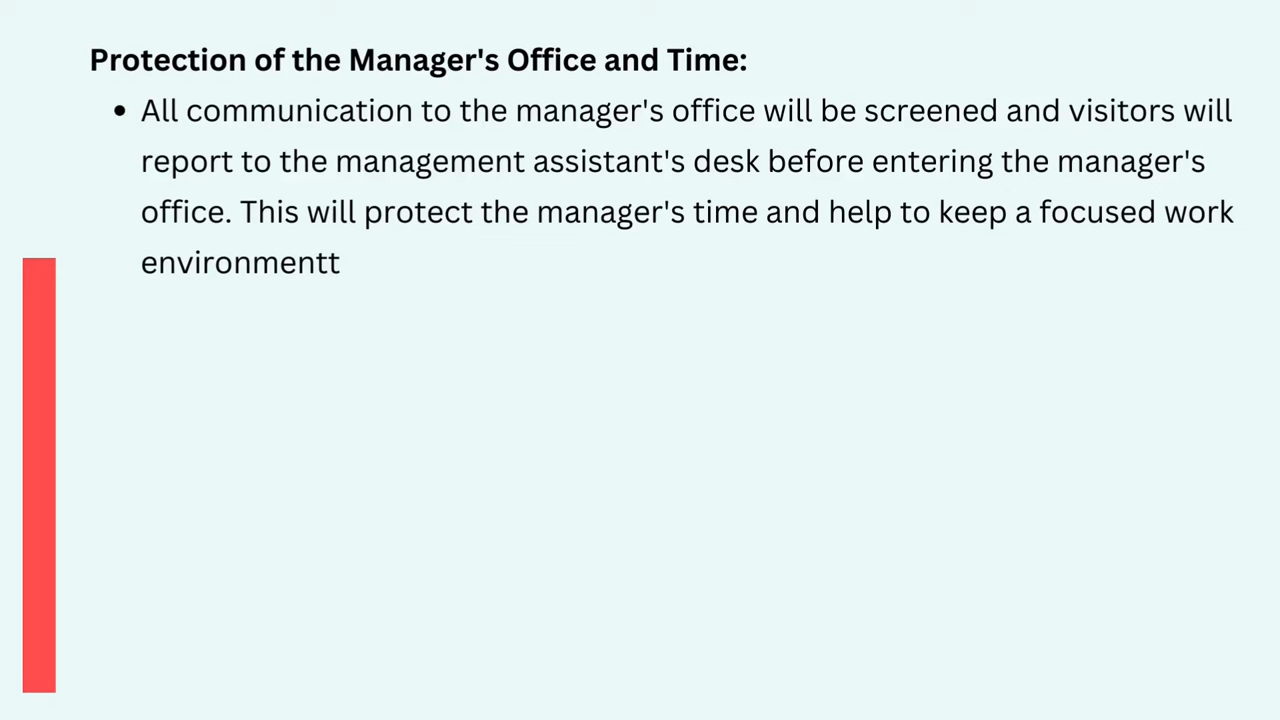 Protection of the Manager's Office and Time:
• All communication to the manager's office will be screened and visitors will
report to the management assistant's desk before entering the manager's
office. This will protect the manager's time and help to keep a focused work
environmentt